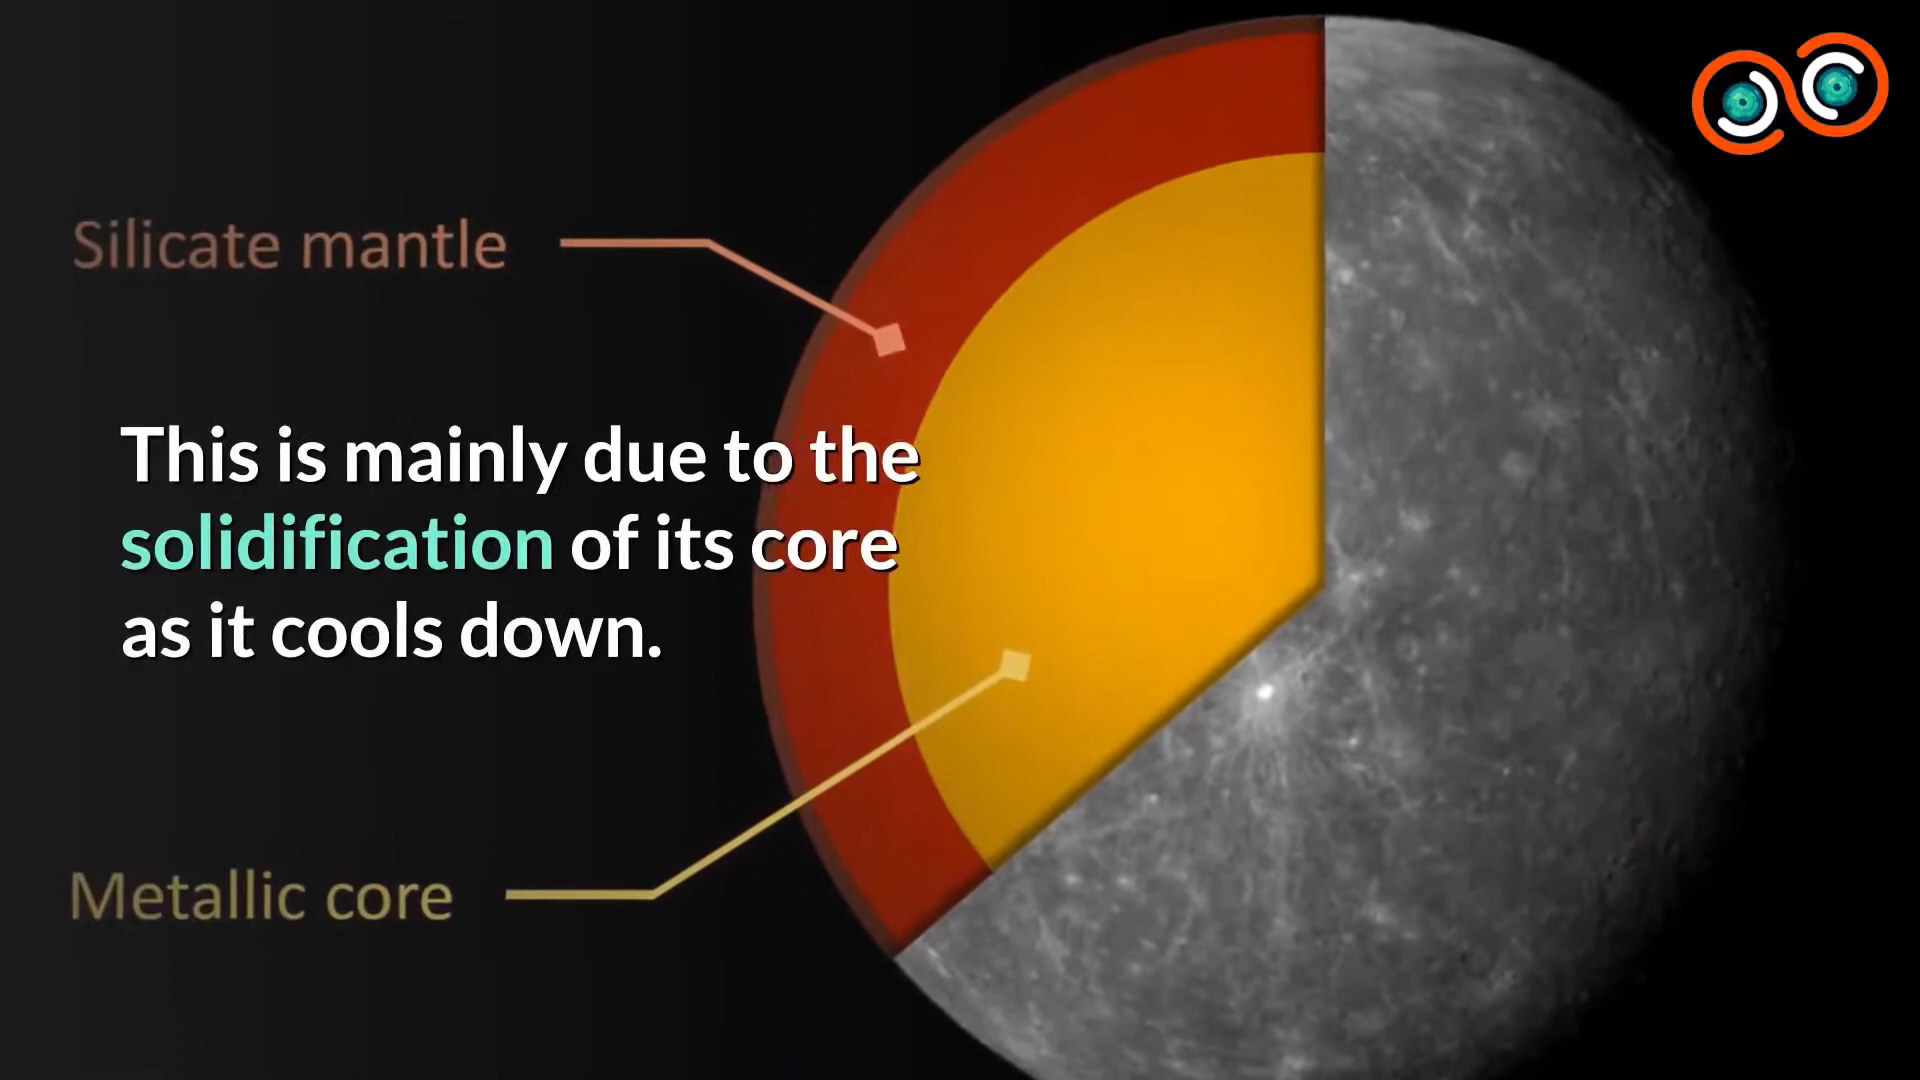 Silicate mantle
This is mainly due to the
solidification of its core
as it cools down.
Metallic core